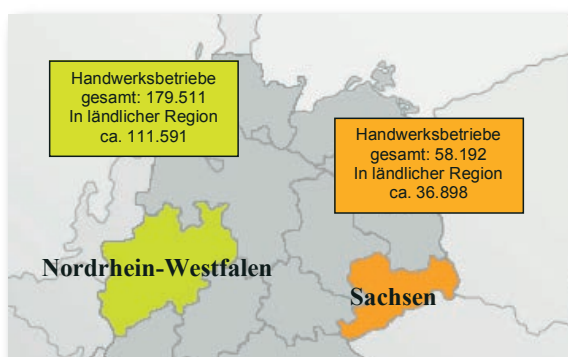 Handwerksbetriebe
gesamt: 179.511
In ländlicher Region
ca. 111.591
Handwerksbetriebe
gesamt: 58.192
In ländlicher Region
ca. 36.898
Nordrhein-Westfalen
Sachsen